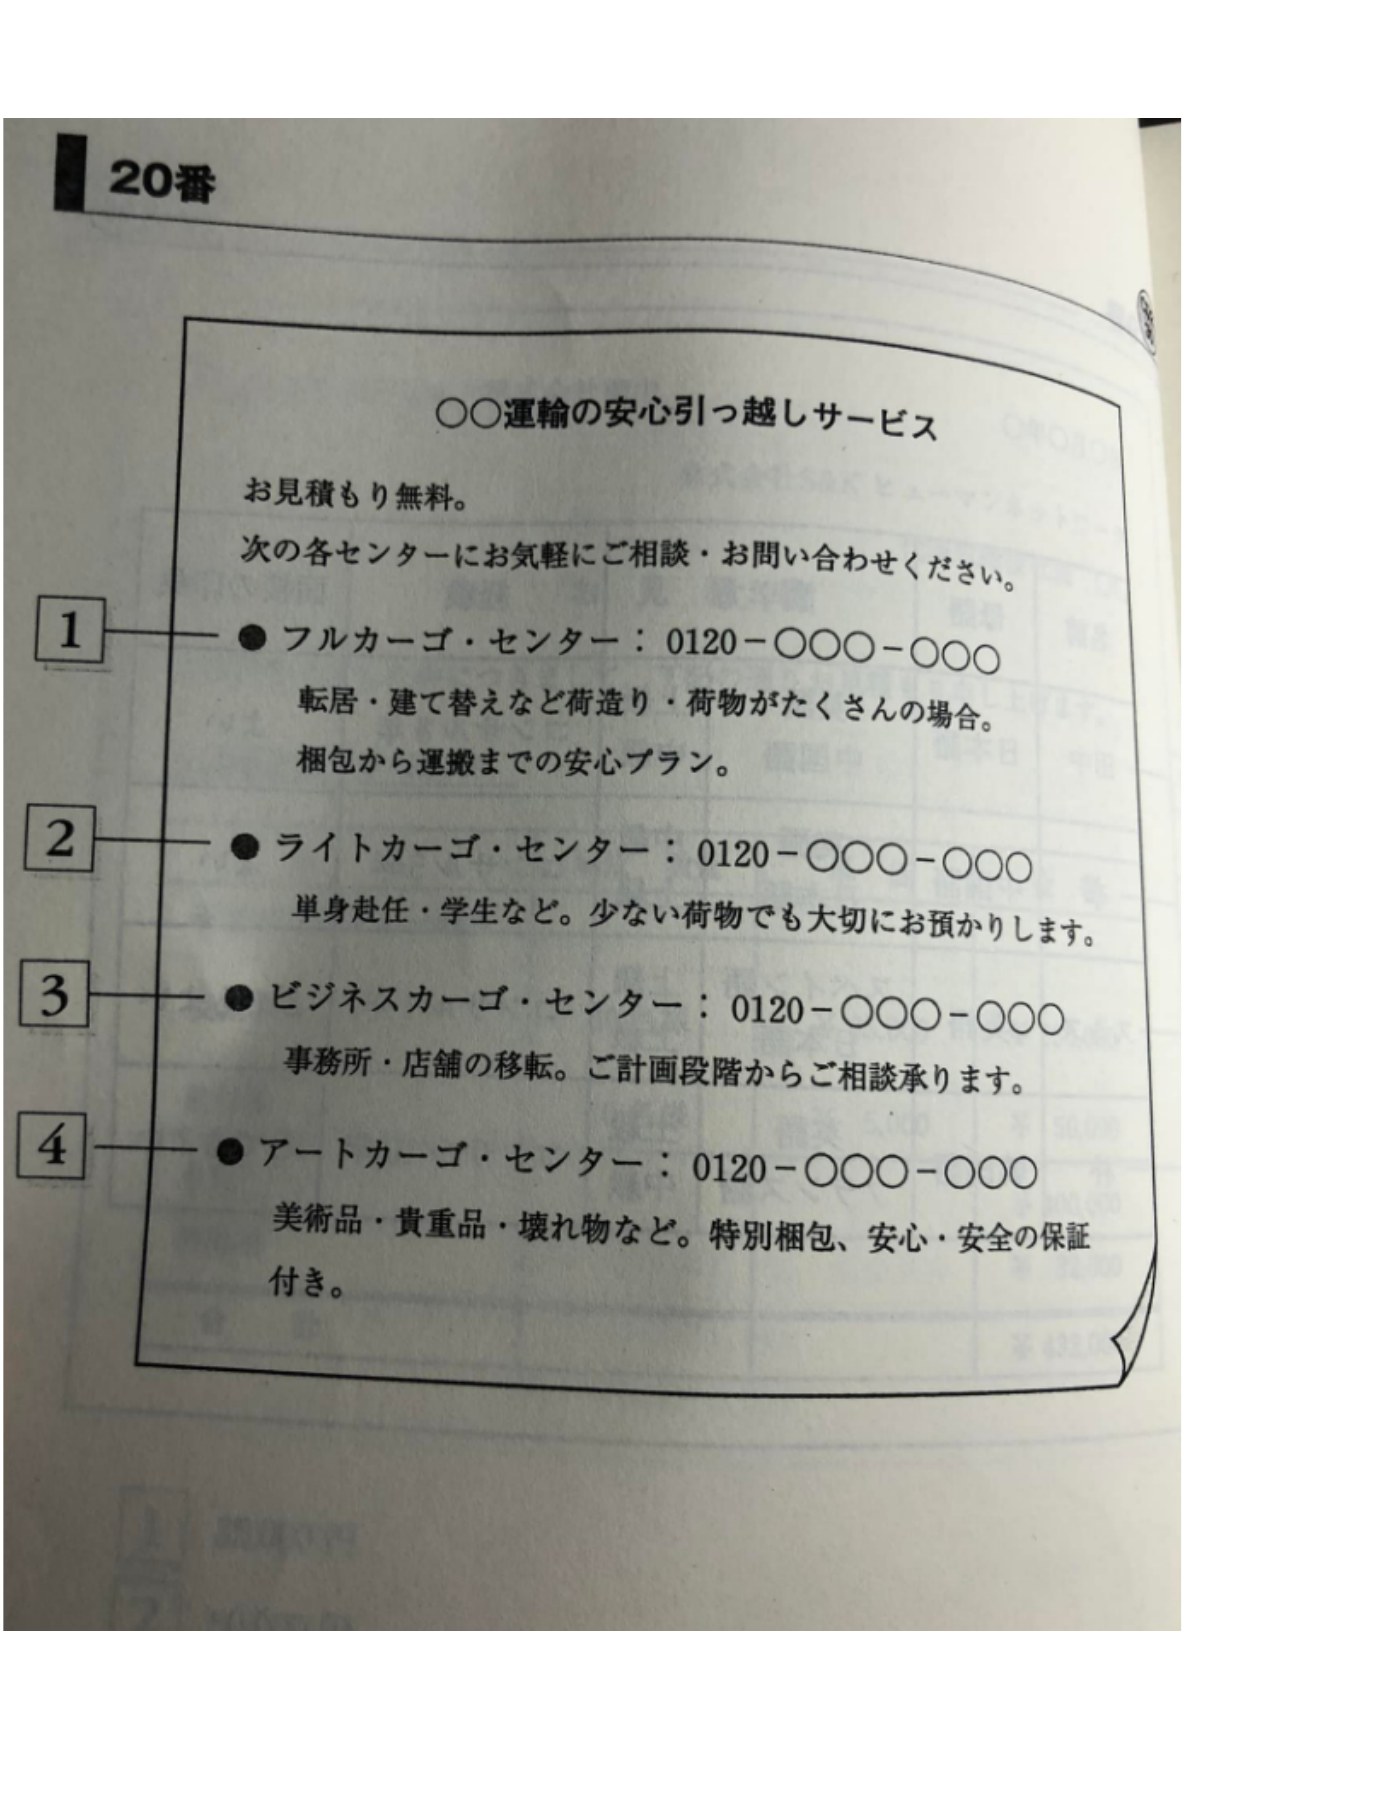 20番
○○運輸の安心引っ越しサービス
お見積もり無料。
次の各センターにお気軽にご相談・お問い合わせください。
1
● フルカーゴ・センター：0120－○○○－○○○
転居・建て替えなど荷造り・荷物がたくさんの場合。
梱包から運搬までの安心プラン。
2
● ライトカーゴ・センター：0120－○○○－○○○
単身赴任・学生など。少ない荷物でも大切にお預かりします。
3
● ビジネスカーゴ・センター：0120－○○○－○○○
事務所・店舗の移転。ご計画段階からご相談承ります。
4
● アートカーゴ・センター：0120－○○○－○○○
美術品・貴重品・壊れ物など。特別梱包、安心・安全の保証
付き。